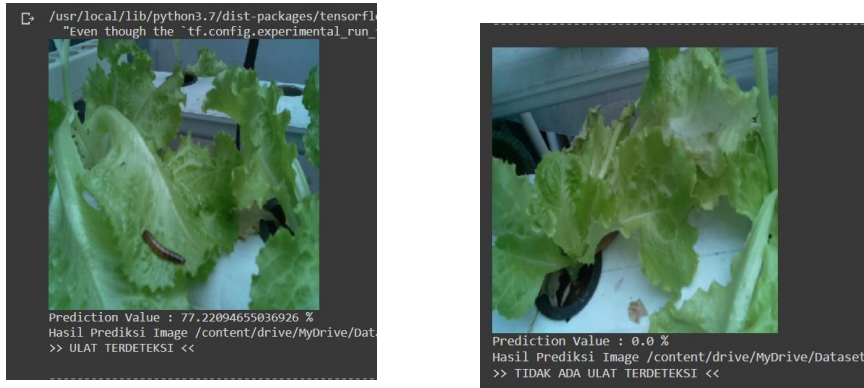 /usr/local/lib/python3.7/dist-packages/tensorfl
"Even though the `tf.config.experimental_run_
Prediction Value : 77.22094655036926 %
Hasil Prediksi Image /content/drive/MyDrive/Dat
>> ULAT TERDETEKSI <<
Prediction Value : 0.0 %
Hasil Prediksi Image /content/drive/MyDrive/Dataset
>> TIDAK ADA ULAT TERDETEKSI <<